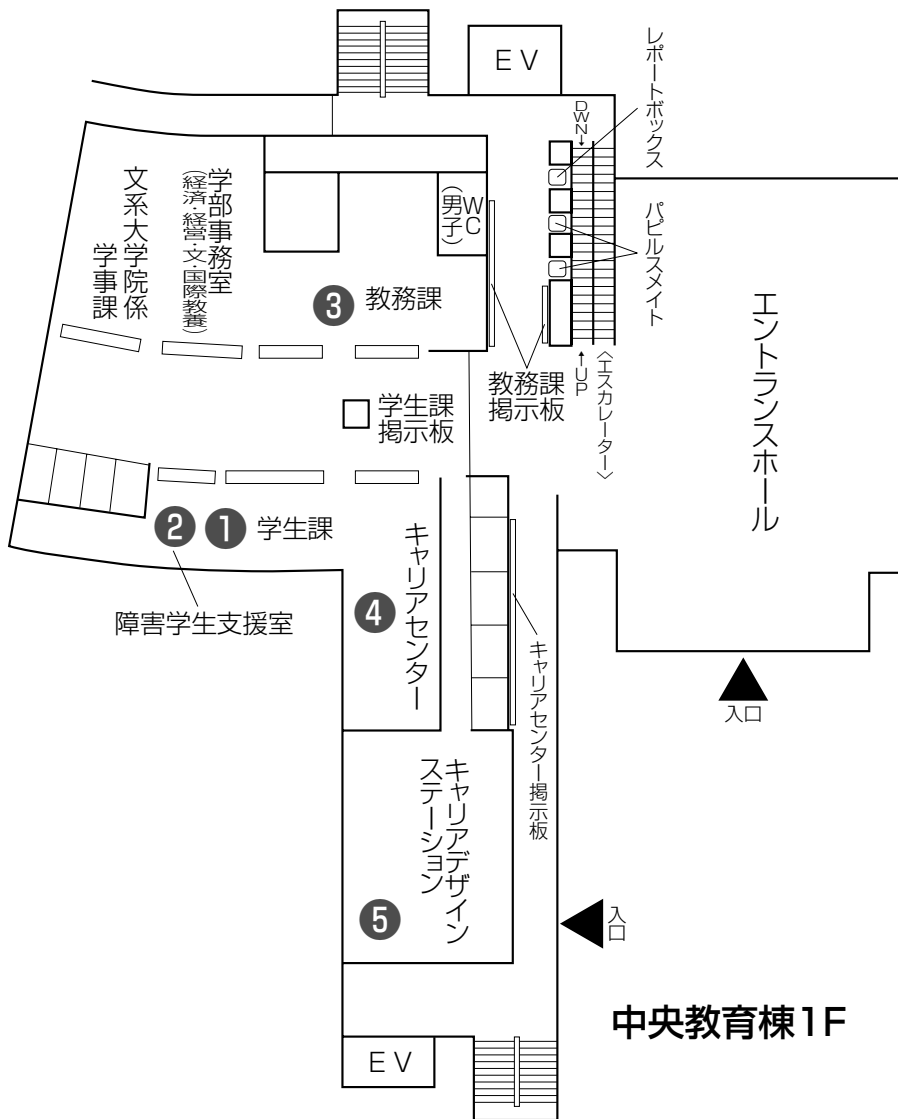 EV
レポートボックス
DWN→
パピルスメイト
エントランスホール
文系大学院係
学事課
学部事務室
(経済・経営・文・国際教養)
WC
(男子)
❸ 教務課
教務課
掲示板
←UP
〈エスカレーター〉
学生課
掲示板
❷ ❶ 学生課
障害学生支援室
❹ キャリアセンター
キャリアセンター掲示板
入口
キャリアデザイン
ステーション
❺
入口
中央教育棟1F
EV